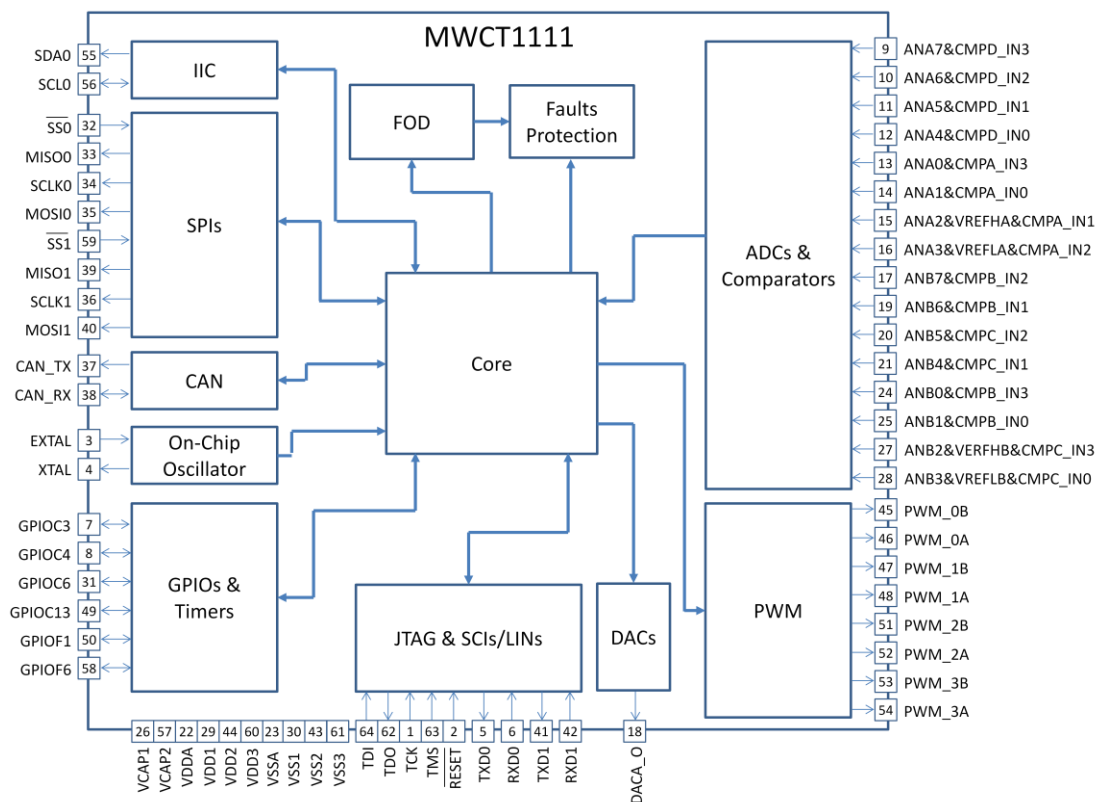 MWCT1111
SDA0 55
SCL0 56
IIC
SS0 32
MISO0 33
SCLK0 34
MOSI0 35
SS1 59
MISO1 39
SCLK1 36
MOSI1 40
SPIs
CAN_TX 37
CAN_RX 38
CAN
EXTAL 3
XTAL 4
On-Chip
Oscillator
GPIOC3 7
GPIOC4 8
GPIOC6 31
GPIOC13 49
GPIOF1 50
GPIOF6 58
GPIOs &
Timers
FOD
Faults
Protection
Core
JTAG & SCIs/LINs
DACs
ADCs &
Comparators
PWM
9 ANA7&CMPD_IN3
10 ANA6&CMPD_IN2
11 ANA5&CMPD_IN1
12 ANA4&CMPD_IN0
13 ANA0&CMPA_IN3
14 ANA1&CMPA_IN0
15 ANA2&VREFHA&CMPA_IN1
16 ANA3&VREFLA&CMPA_IN2
17 ANB7&CMPB_IN2
19 ANB6&CMPB_IN1
20 ANB5&CMPC_IN2
21 ANB4&CMPC_IN1
24 ANB0&CMPB_IN3
25 ANB1&CMPB_IN0
27 ANB2&VERFHB&CMPC_IN3
28 ANB3&VREFLB&CMPC_IN0
45 PWM_0B
46 PWM_0A
47 PWM_1B
48 PWM_1A
51 PWM_2B
52 PWM_2A
53 PWM_3B
54 PWM_3A
26 VCAP1
57 VCAP2
22 VDDA
29 VDD1
44 VDD2
60 VDD3
23 VSSA
30 VSS1
43 VSS2
61 VSS3
64 TDI
62 TDO
1 TCK
63 TMS
2 RESET
5 TXD0
6 RXD0
41 TXD1
42 RXD1
18 DACA_O